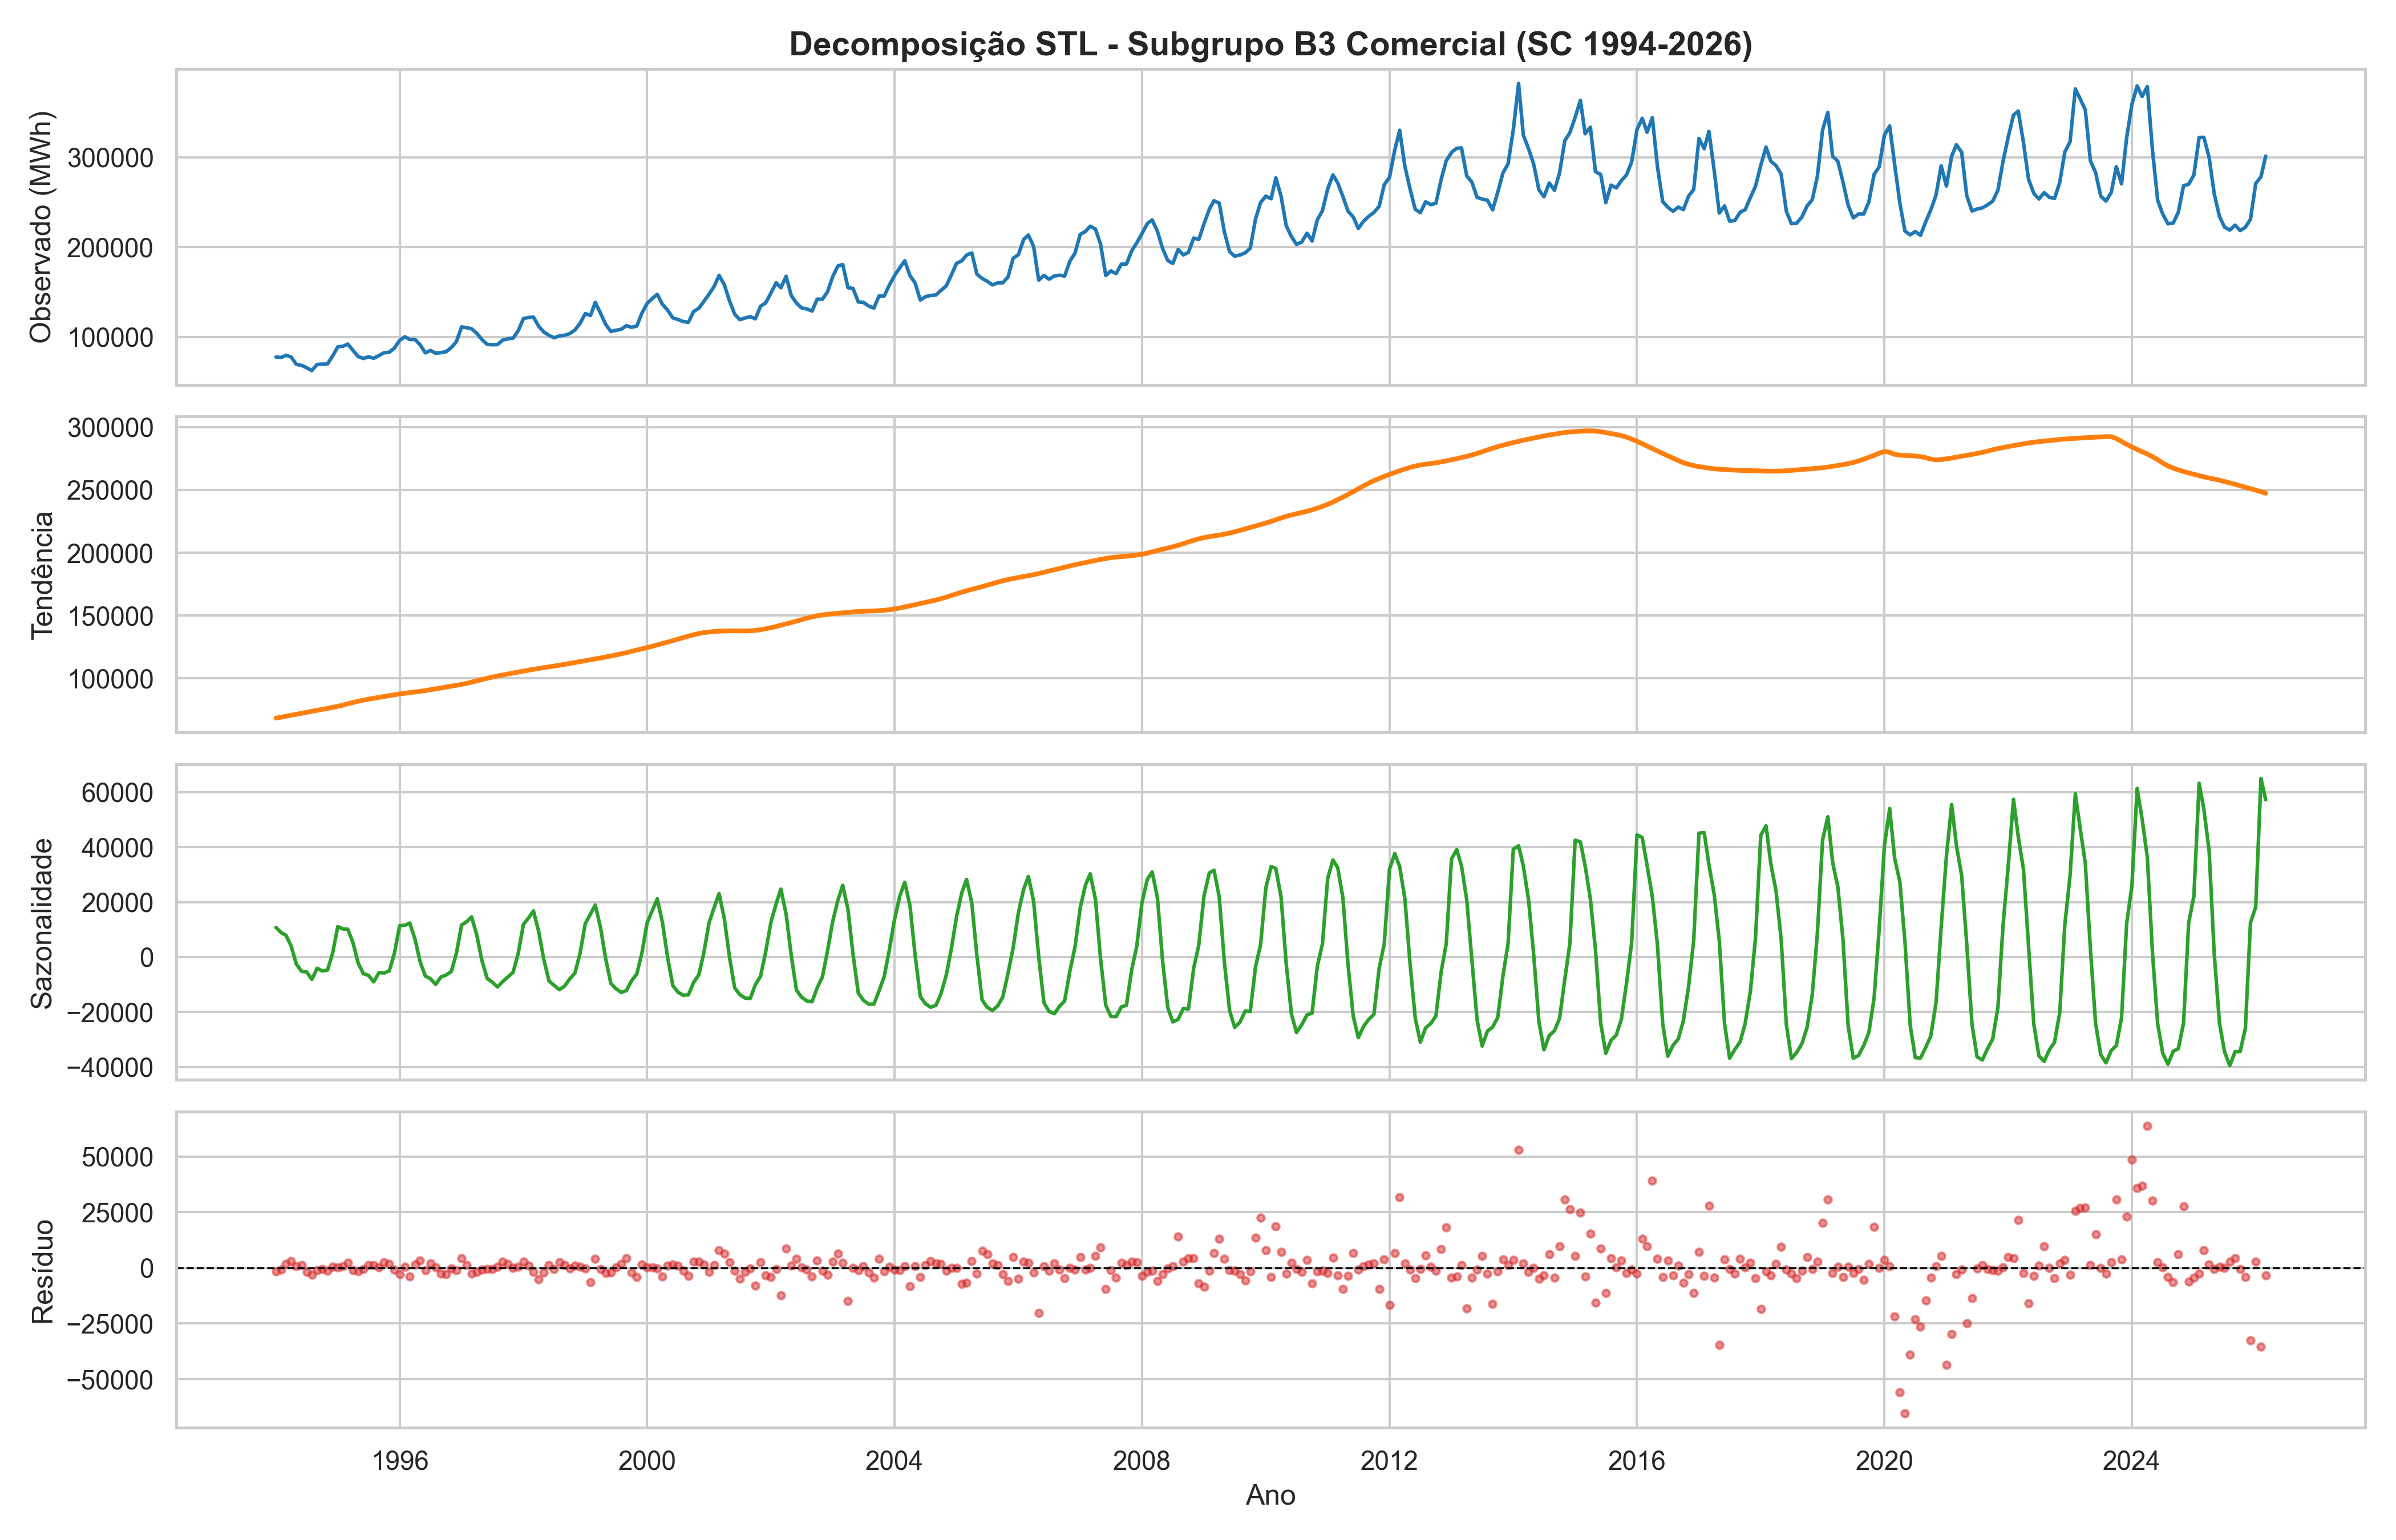 Decomposição STL - Subgrupo B3 Comercial (SC 1994-2026)
Observado (MWh)
300000
200000
100000
Tendência
300000
250000
200000
150000
100000
Sazonalidade
60000
40000
20000
0
−20000
−40000
Resíduo
50000
25000
0
−25000
−50000
1996 2000 2004 2008 2012 2016 2020 2024
Ano